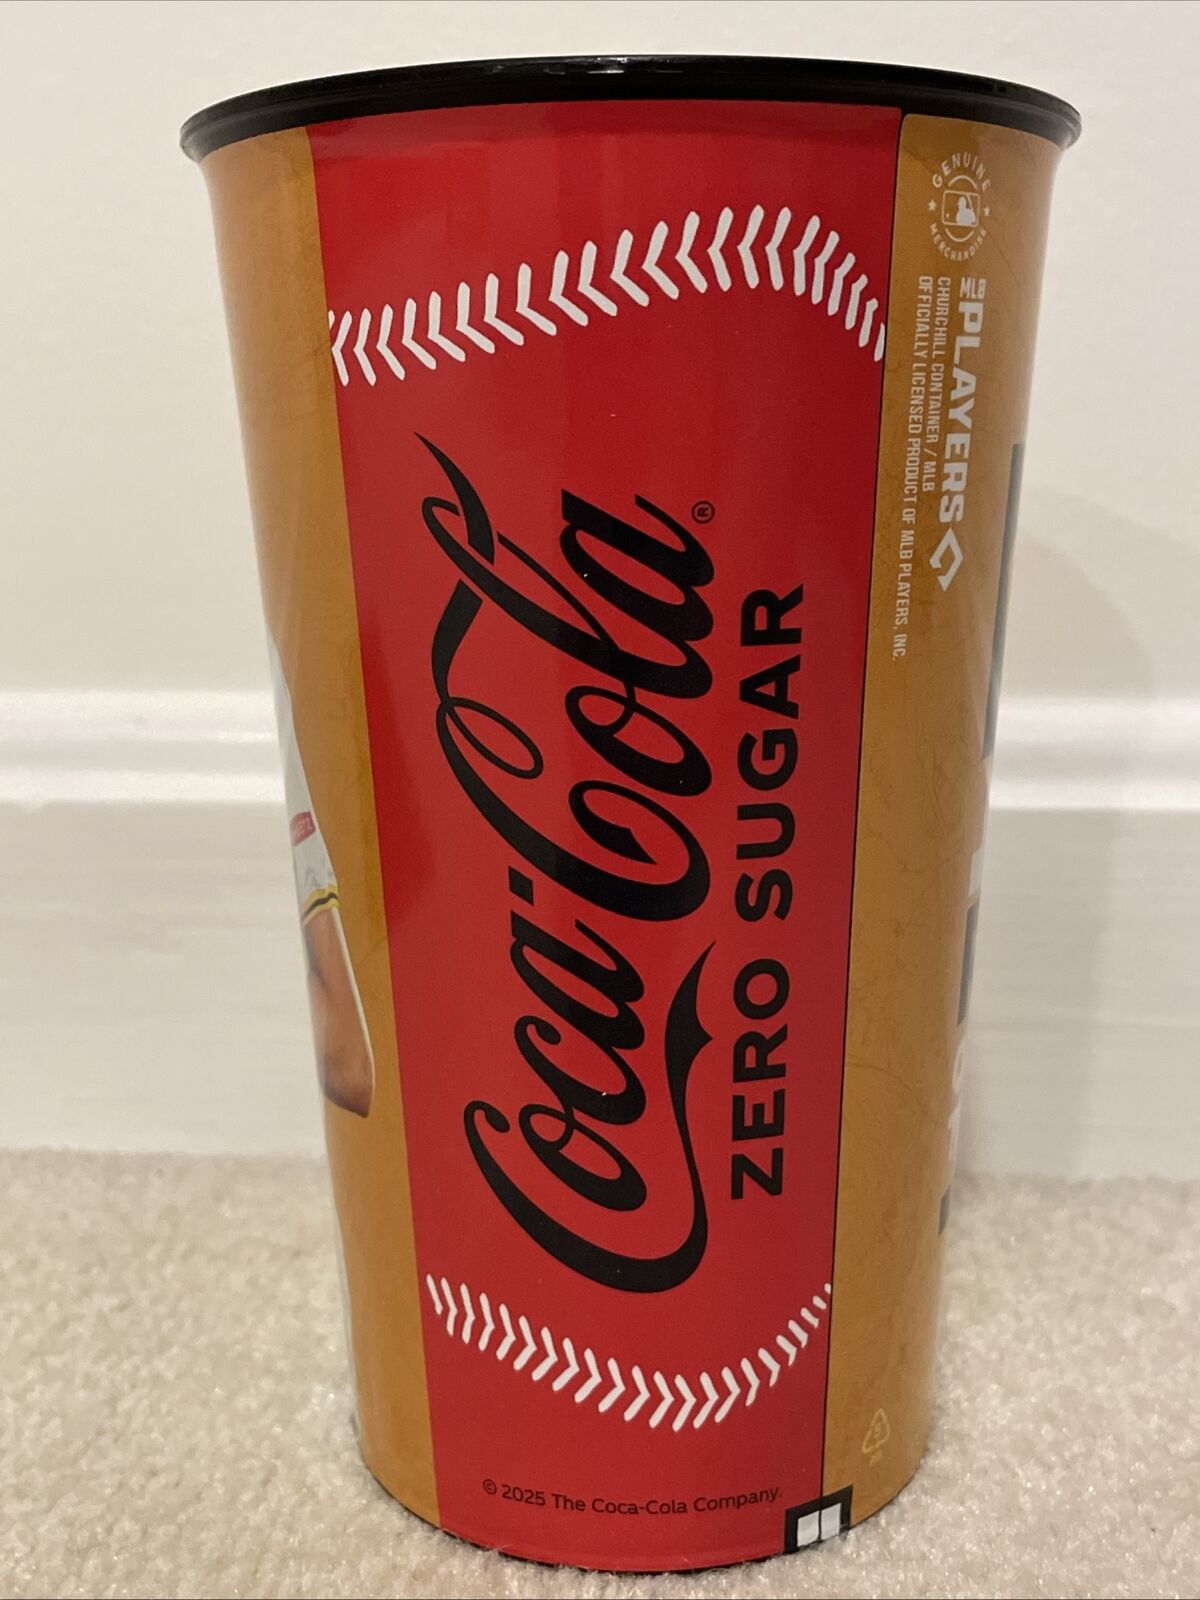 GENUINE
MERCHANDISE
MLB
PLAYERS
CHURCHILL CONTAINER / MLB
OFFICIALLY LICENSED PRODUCT OF MLB PLAYERS, INC.
Coca-Cola®
ZERO SUGAR
© 2025 The Coca-Cola Company.